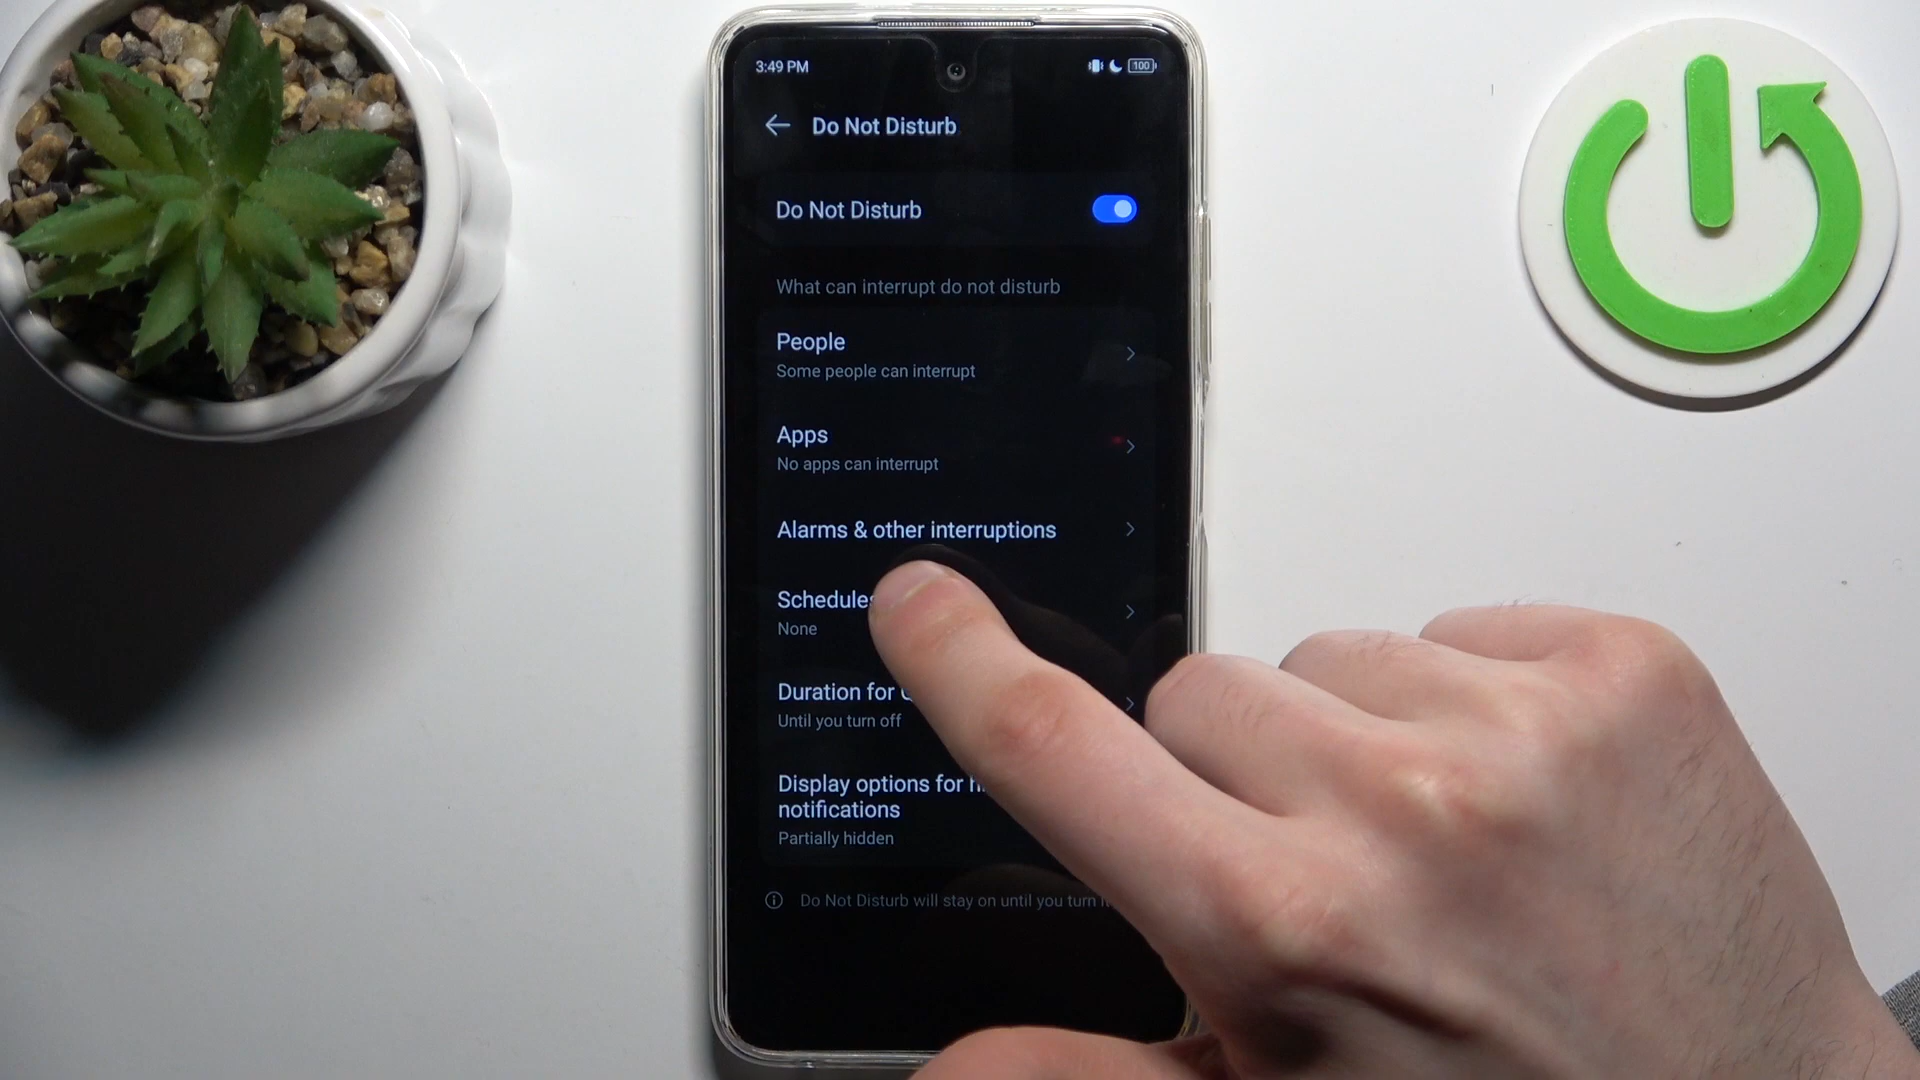 3:49 PM
100
Do Not Disturb
Do Not Disturb
What can interrupt do not disturb
People
Some people can interrupt
Apps
No apps can interrupt
Alarms & other interruptions
Schedules
None
Duration for
Until you turn off
Display options for
notifications
Partially hidden
Do Not Disturb will stay on until you turn